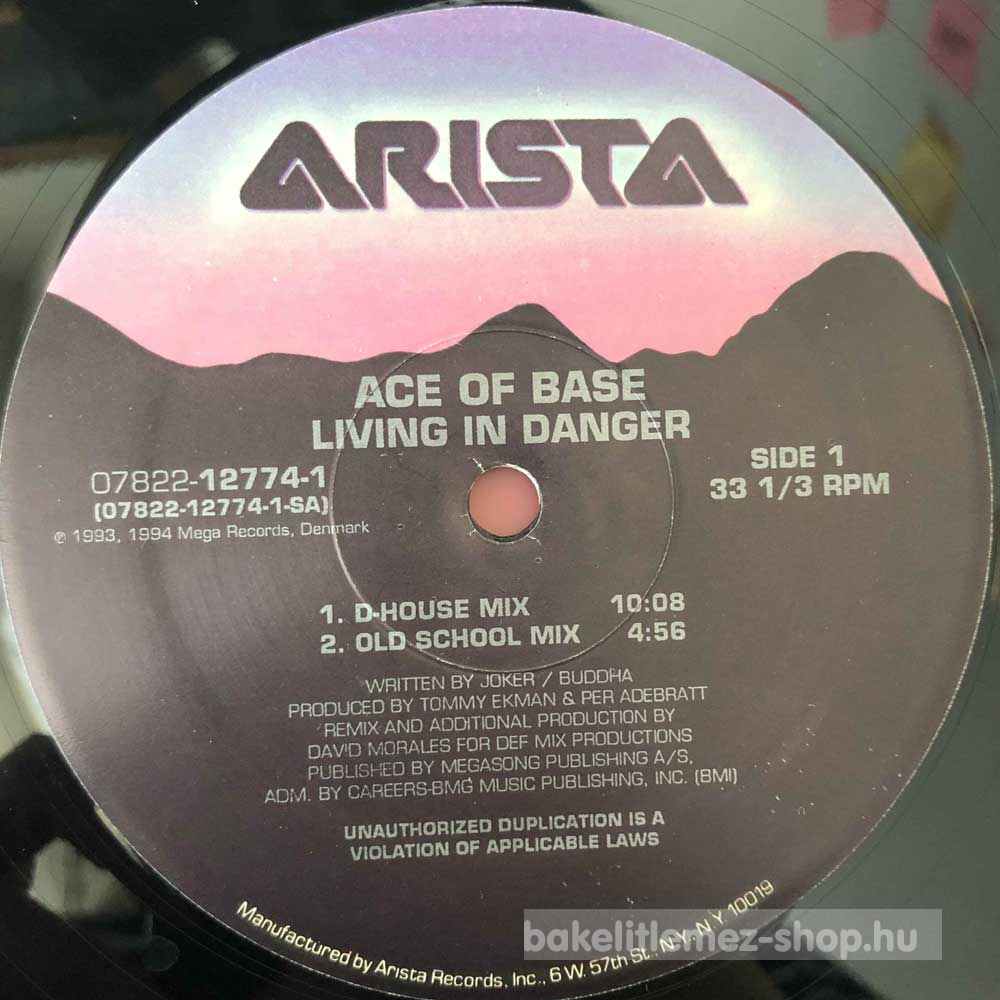 ARISTA
ACE OF BASE
LIVING IN DANGER
07822-12774-1
(07822-12774-1-SA)
℗ 1993, 1994 Mega Records, Denmark
SIDE 1
33 1/3 RPM
1. D-HOUSE MIX 10:08
2. OLD SCHOOL MIX 4:56
WRITTEN BY JOKER / BUDDHA
PRODUCED BY TOMMY EKMAN & PER ADEBRATT
REMIX AND ADDITIONAL PRODUCTION BY
DAVID MORALES FOR DEF MIX PRODUCTIONS
PUBLISHED BY MEGASONG PUBLISHING A/S,
ADM. BY CAREERS-BMG MUSIC PUBLISHING, INC. (BMI)
UNAUTHORIZED DUPLICATION IS A
VIOLATION OF APPLICABLE LAWS
Manufactured by Arista Records, Inc., 6 W. 57th St., N.Y., N.Y. 10019
bakelitlemez-shop.hu